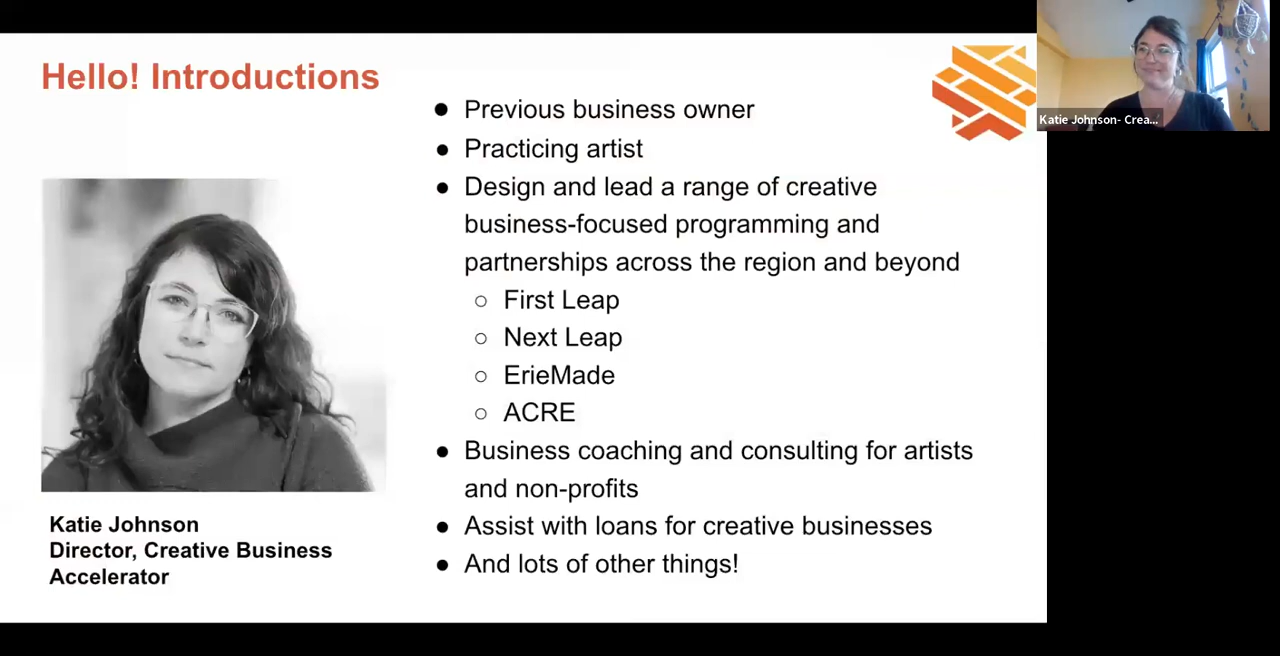 Hello! Introductions
● Previous business owner
● Practicing artist
● Design and lead a range of creative
business-focused programming and
partnerships across the region and beyond
○ First Leap
○ Next Leap
○ ErieMade
○ ACRE
● Business coaching and consulting for artists
and non-profits
● Assist with loans for creative businesses
● And lots of other things!
Katie Johnson
Director, Creative Business
Accelerator
Katie Johnson- Crea...